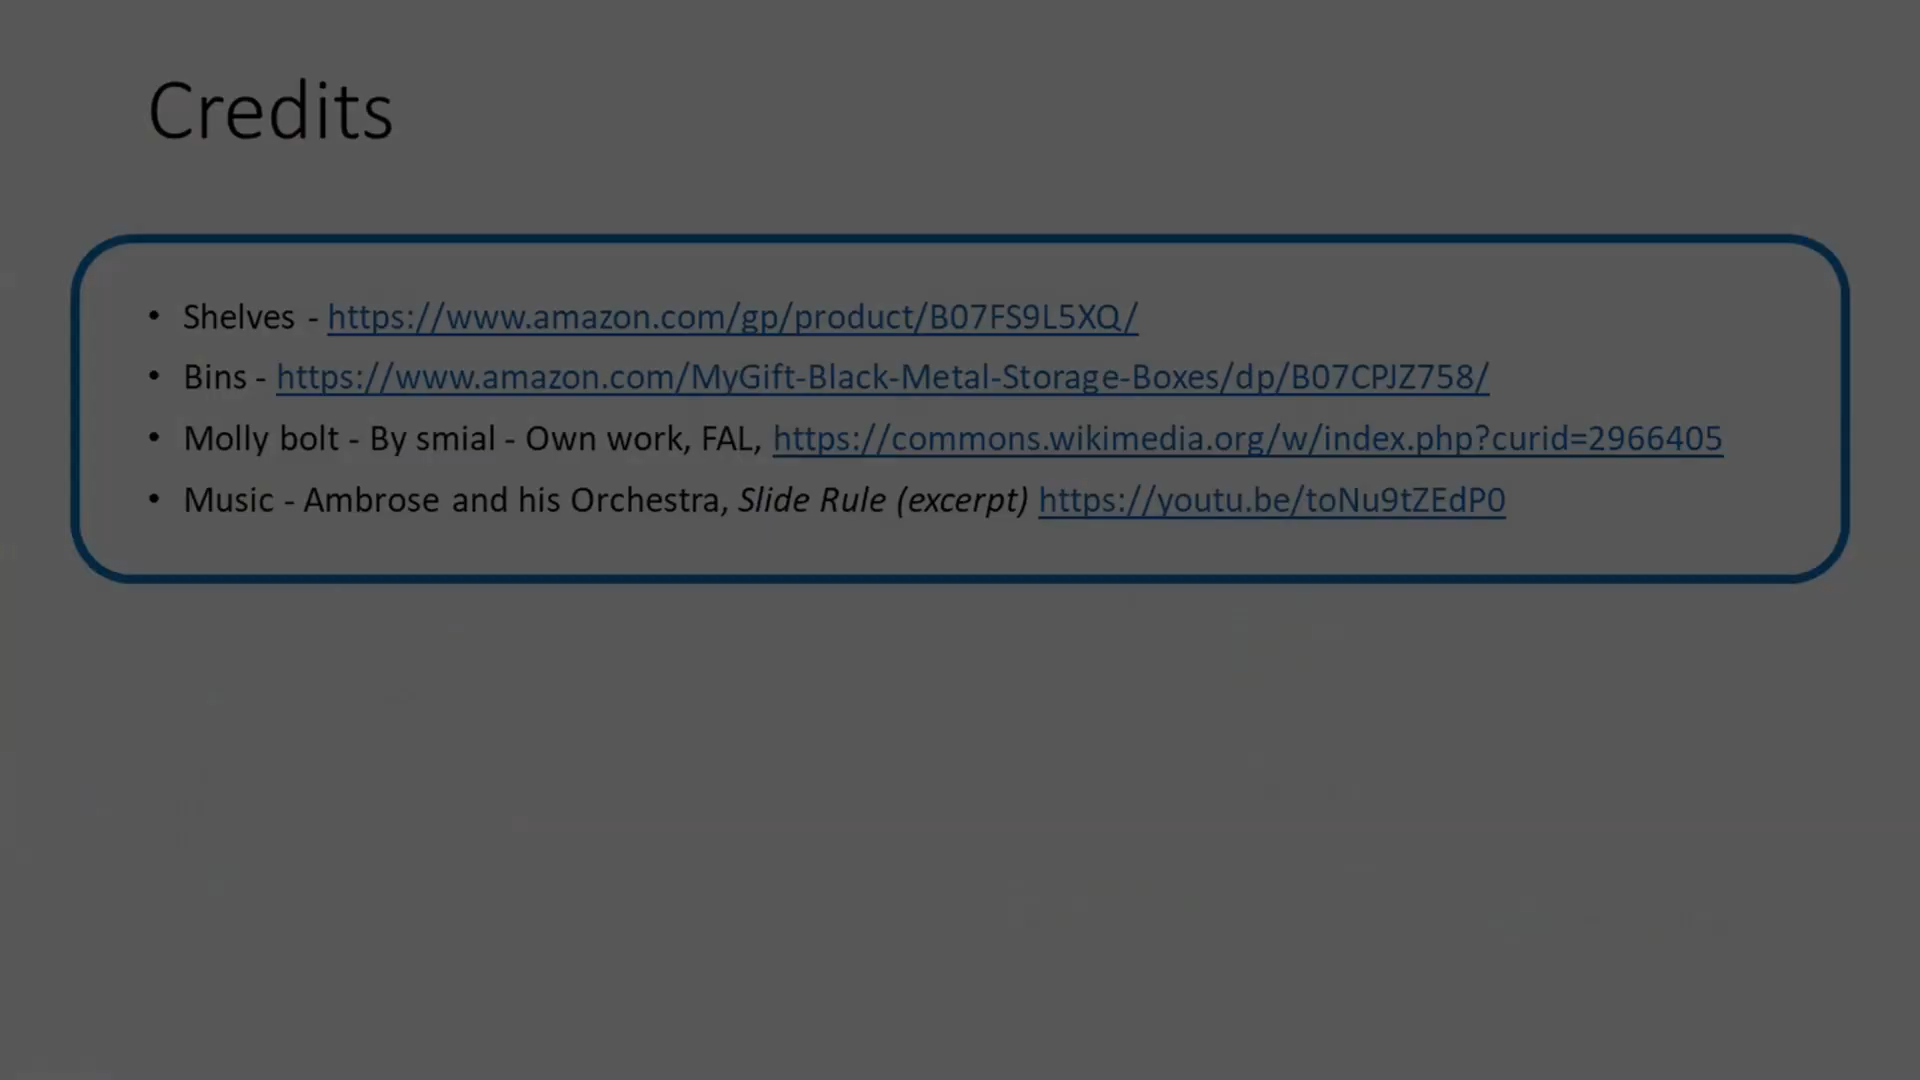 Credits
• Shelves - https://www.amazon.com/gp/product/B07FS9L5XQ/
• Bins - https://www.amazon.com/MyGift-Black-Metal-Storage-Boxes/dp/B07CPJZ758/
• Molly bolt - By smial - Own work, FAL, https://commons.wikimedia.org/w/index.php?curid=2966405
• Music - Ambrose and his Orchestra, Slide Rule (excerpt) https://youtu.be/toNu9tZEdP0